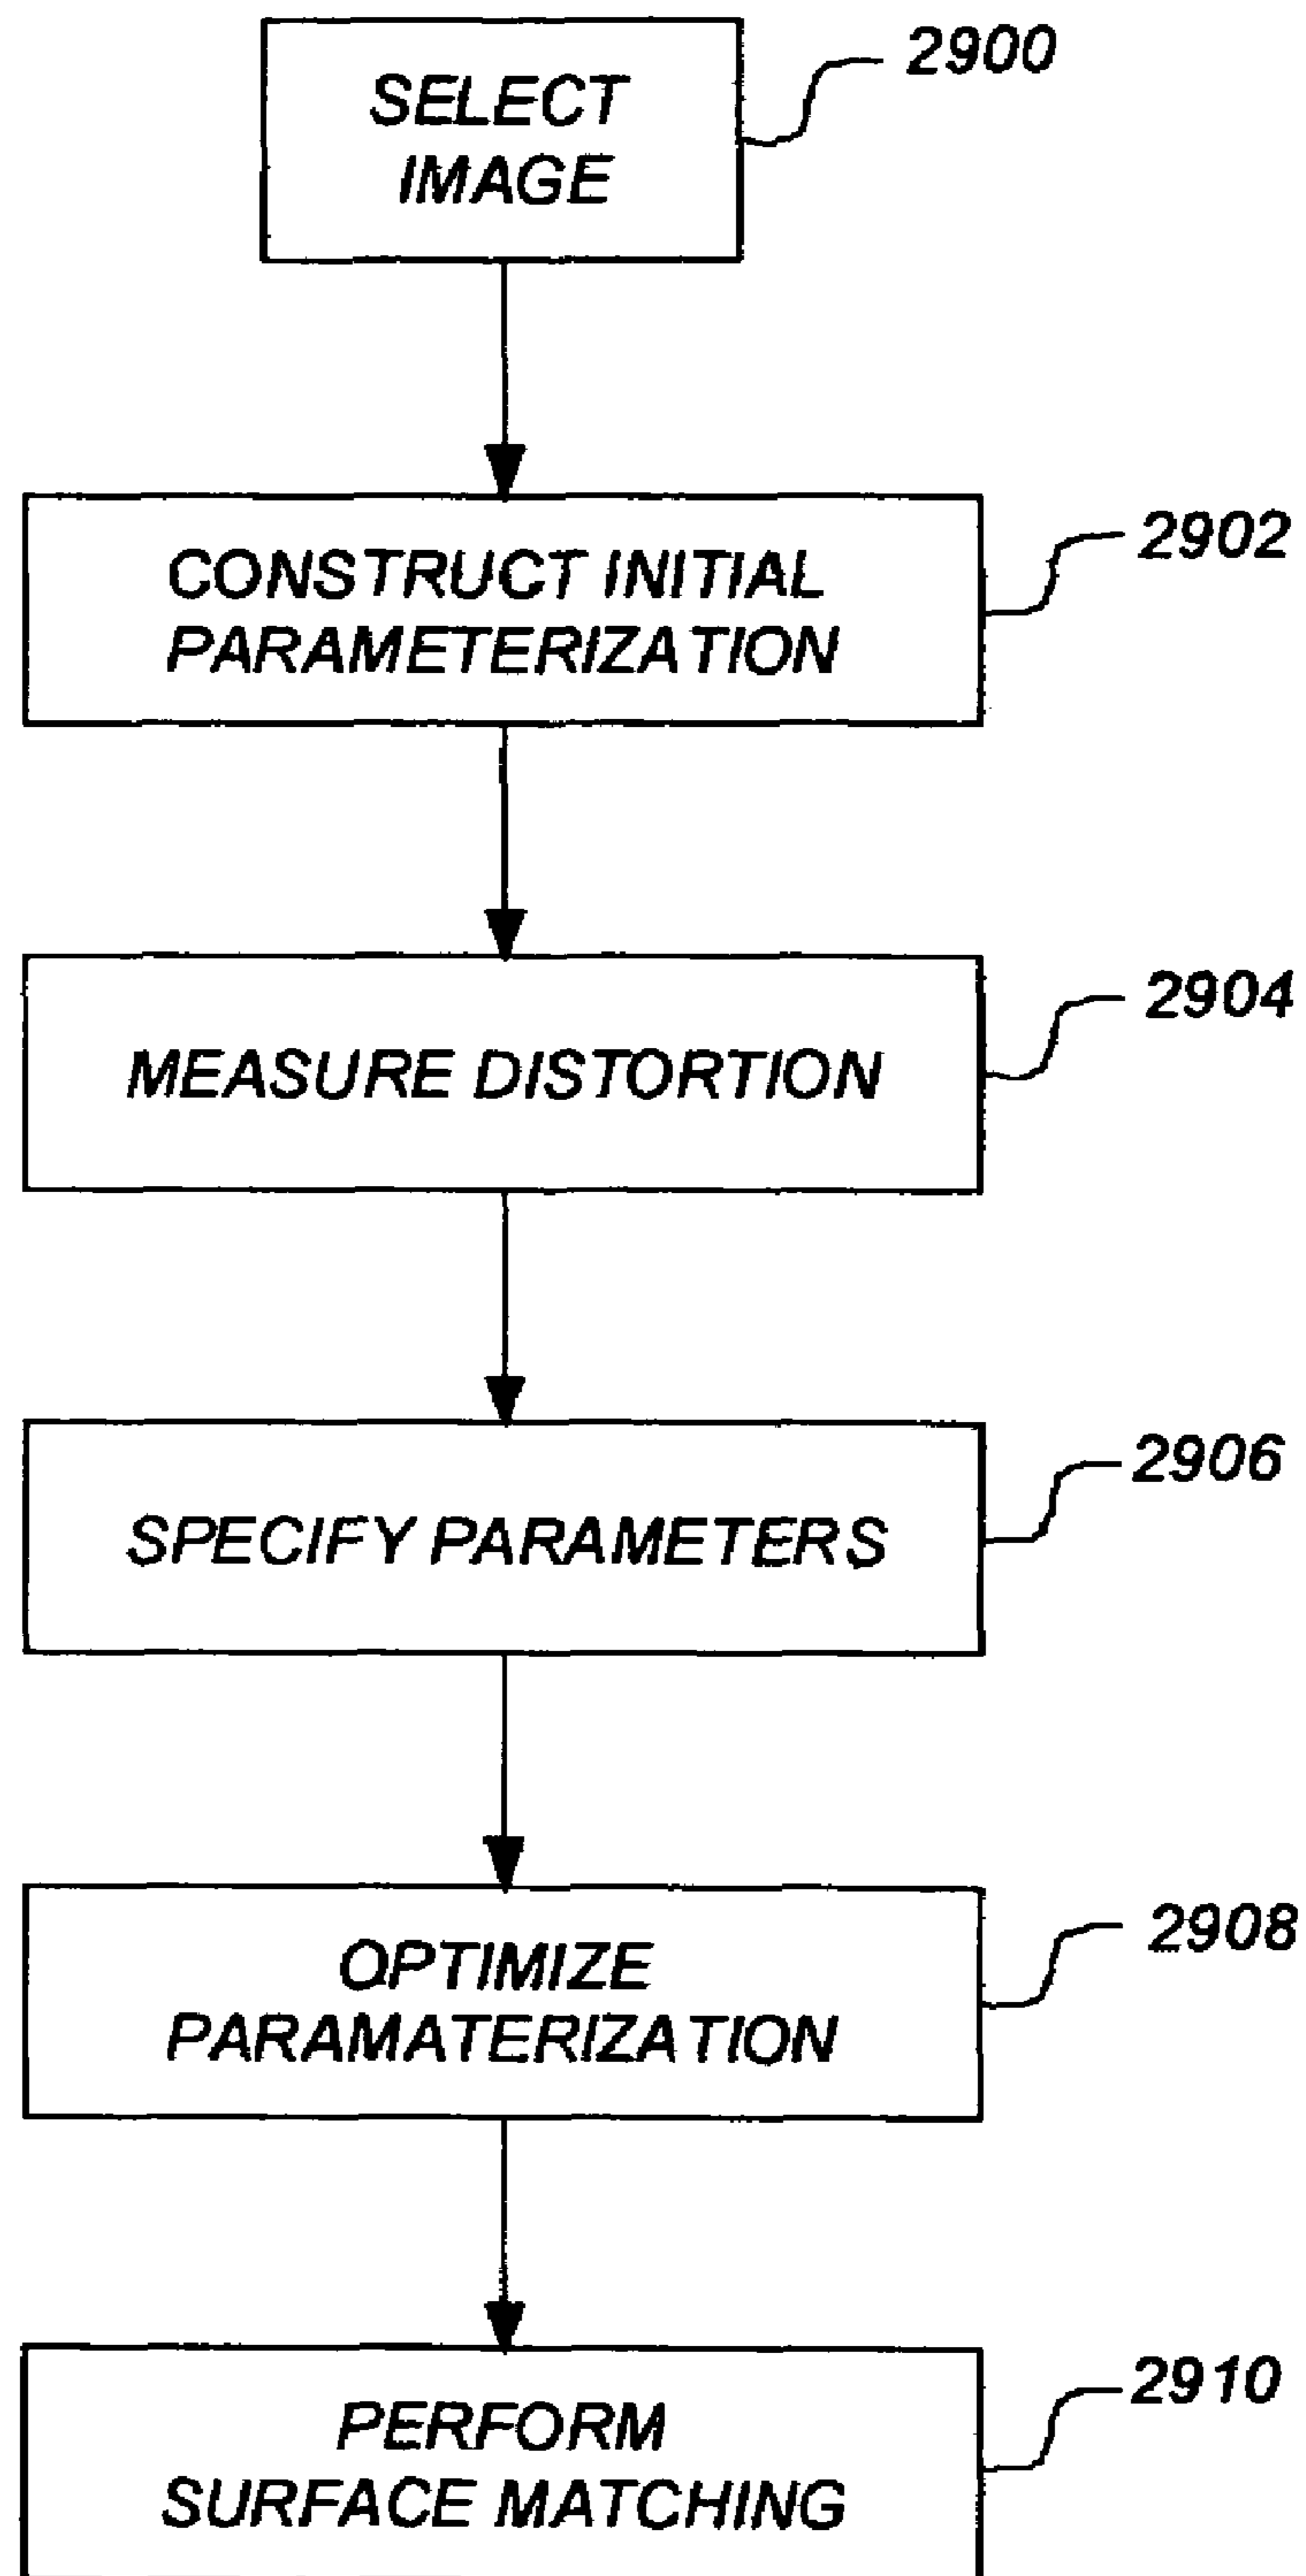 SELECT
IMAGE
2900
CONSTRUCT INITIAL
PARAMETERIZATION
2902
MEASURE DISTORTION
2904
SPECIFY PARAMETERS
2906
OPTIMIZE
PARAMATERIZATION
2908
PERFORM
SURFACE MATCHING
2910